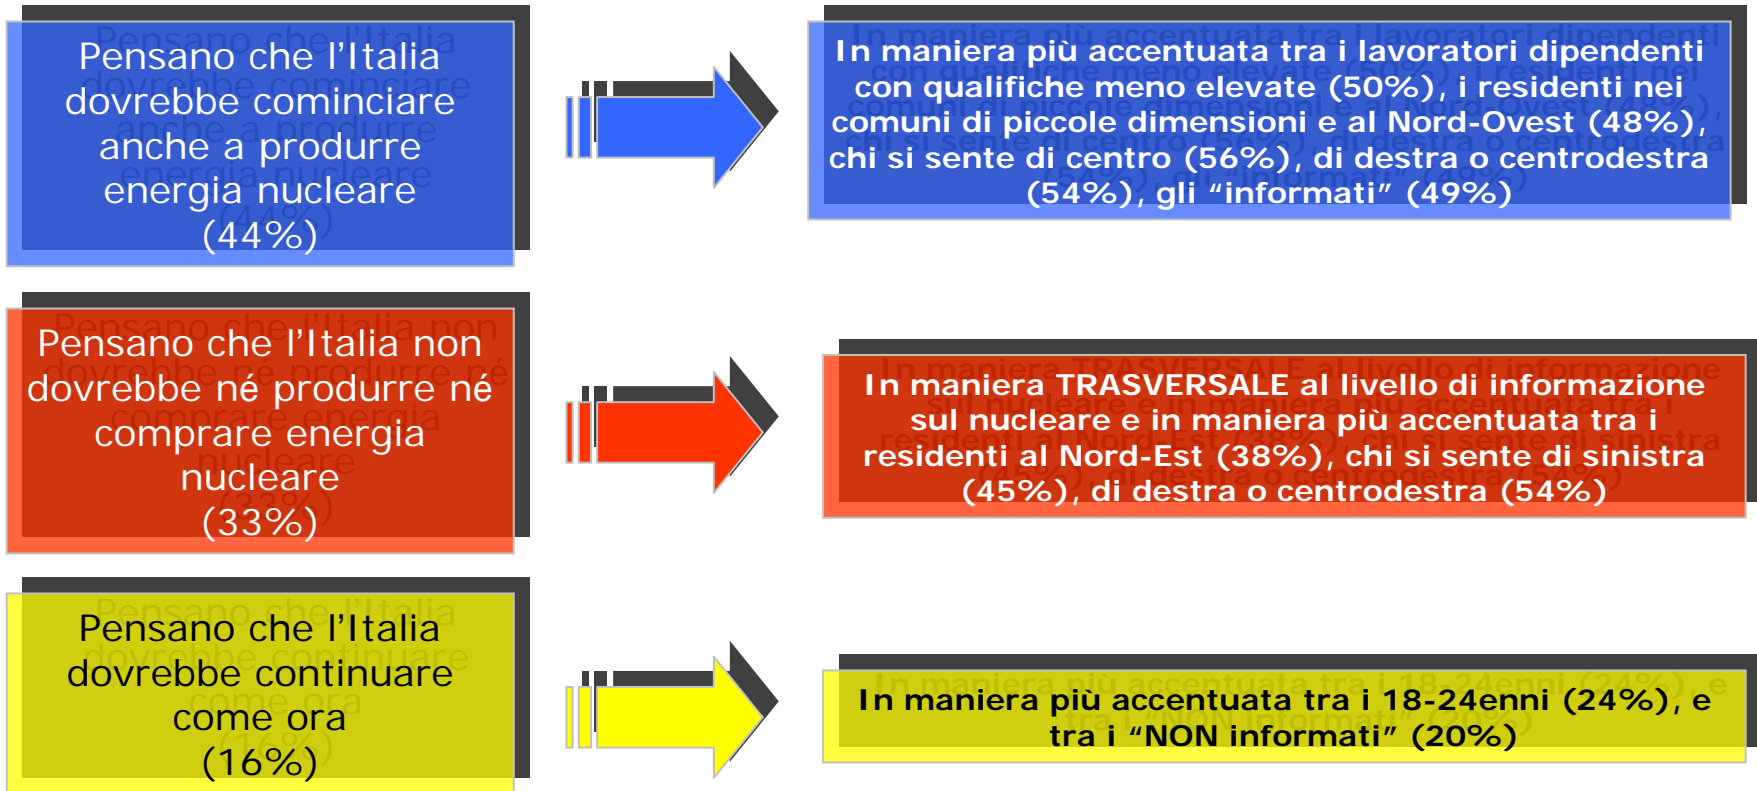 Pensano che l’Italia
dovrebbe cominciare
anche a produrre
energia nucleare
(44%)
In maniera più accentuata tra i lavoratori dipendenti
con qualifiche meno elevate (50%), i residenti nei
comuni di piccole dimensioni e al Nord-Ovest (48%),
chi si sente di centro (56%), di destra o centrodestra
(54%), gli “informati” (49%)
Pensano che l’Italia non
dovrebbe né produrre né
comprare energia
nucleare
(33%)
In maniera TRASVERSALE al livello di informazione
sul nucleare e in maniera più accentuata tra i
residenti al Nord-Est (38%), chi si sente di sinistra
(45%), di destra o centrodestra (54%)
Pensano che l’Italia
dovrebbe continuare
come ora
(16%)
In maniera più accentuata tra i 18-24enni (24%), e
tra i “NON informati” (20%)